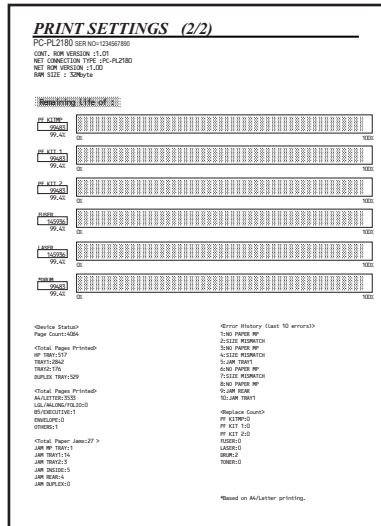 PRINT SETTINGS (2/2)
PC-PL2180 SER NO=1234567890
CONT. ROM VERSION :1.01
NET CONNECTION TYPE :PC-PL2180
NET ROM VERSION :1.00
RAM SIZE : 32Mbyte
Remaining Life of :
PF KITMP
99483
99.4%
0% 100%
PF KIT 1
99483
99.4%
0% 100%
PF KIT 2
99483
99.4%
0% 100%
FUSER
145936
99.4%
0% 100%
LASER
145936
99.4%
0% 100%
*DRUM
99483
99.4%
0% 100%
<Device Status>
Page Count:4064
<Total Pages Printed>
MP TRAY:517
TRAY1:2842
TRAY2:176
DUPLEX TRAY:529
<Total Pages Printed>
A4/LETTER:3533
LGL/A4LONG/FOLIO:0
B5/EXECUTIVE:1
ENVELOPE:0
OTHERS:1
<Total Paper Jams:27 >
JAM MP TRAY:1
JAM TRAY1:14
JAM TRAY2:3
JAM INSIDE:5
JAM REAR:4
JAM DUPLEX:0
<Error History (last 10 errors)>
1:NO PAPER MP
2:SIZE MISMATCH
3:NO PAPER MP
4:SIZE MISMATCH
5:JAM TRAY1
6:NO PAPER MP
7:SIZE MISMATCH
8:NO PAPER MP
9:JAM REAR
10:JAM TRAY1
<Replace Count>
PF KITMP:0
PF KIT 1:0
PF KIT 2:0
FUSER:0
LASER:0
DRUM:2
TONER:0
*Based on A4/Letter printing.